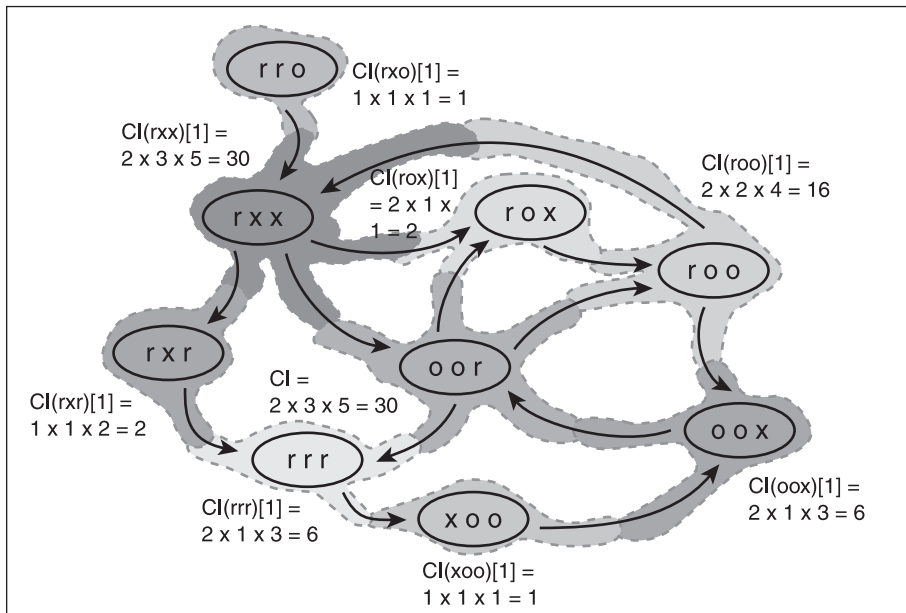 r r o
CI(rxo)[1] =
1 x 1 x 1 = 1
CI(rxx)[1] =
2 x 3 x 5 = 30
CI(roo)[1] =
2 x 2 x 4 = 16
CI(rox)[1]
= 2 x 1 x
1 = 2
r x x
r o x
r o o
r x r
o o r
CI =
2 x 3 x 5 = 30
CI(rxr)[1] =
1 x 1 x 2 = 2
o o x
r r r
CI(rrr)[1] =
2 x 1 x 3 = 6
x o o
CI(oox)[1] =
2 x 1 x 3 = 6
CI(xoo)[1] =
1 x 1 x 1 = 1